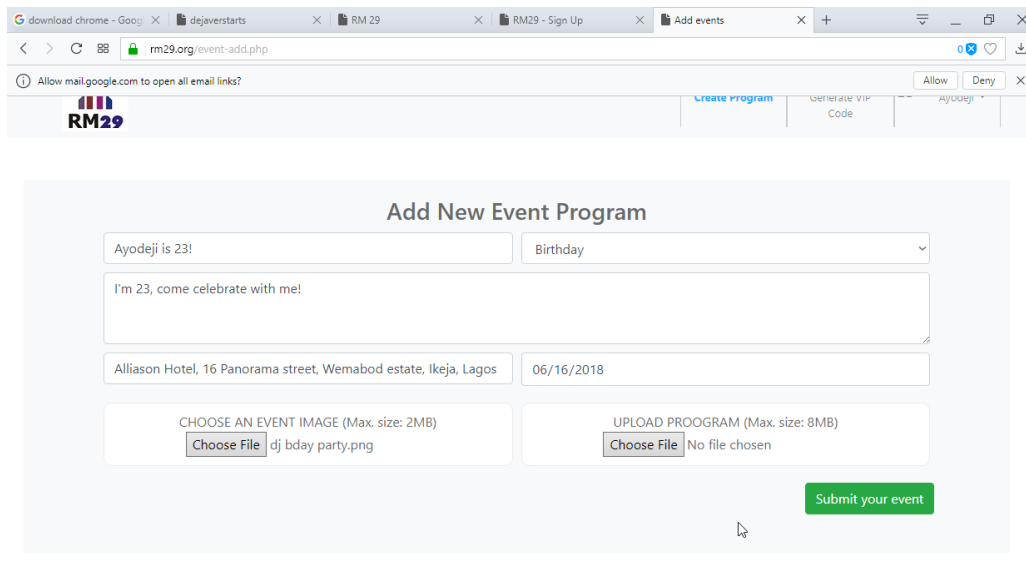 download chrome - Goog
dejaverstarts
RM 29
RM29 - Sign Up
Add events
rm29.org/event-add.php
0
Allow mail.google.com to open all email links?
Allow
Deny
RM29
Create Program
Generate VIP
Code
Ayodeji
Add New Event Program
Ayodeji is 23!
Birthday
I'm 23, come celebrate with me!
Alliason Hotel, 16 Panorama street, Wemabod estate, Ikeja, Lagos
06/16/2018
CHOOSE AN EVENT IMAGE (Max. size: 2MB)
Choose File dj bday party.png
UPLOAD PROOGRAM (Max. size: 8MB)
Choose File No file chosen
Submit your event